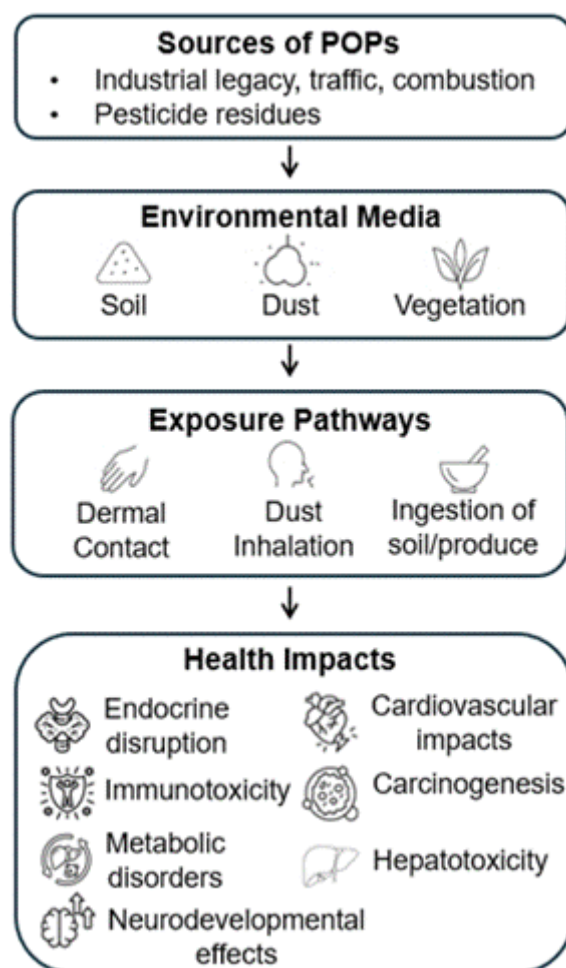 Sources of POPs
• Industrial legacy, traffic, combustion
• Pesticide residues
Environmental Media
Soil
Dust
Vegetation
Exposure Pathways
Dermal
Contact
Dust
Inhalation
Ingestion of
soil/produce
Health Impacts
Endocrine
disruption
Cardiovascular
impacts
Immunotoxicity
Carcinogenesis
Metabolic
disorders
Hepatotoxicity
Neurodevelopmental
effects